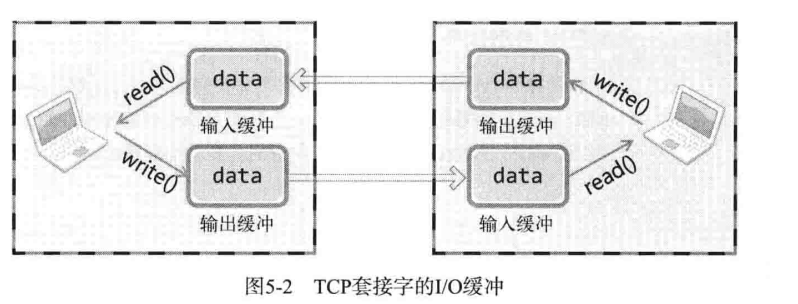 read()
data
data
write()
输入缓冲
输出缓冲
write()
data
data
read()
输出缓冲
输入缓冲
图5-2 TCP套接字的I/O缓冲